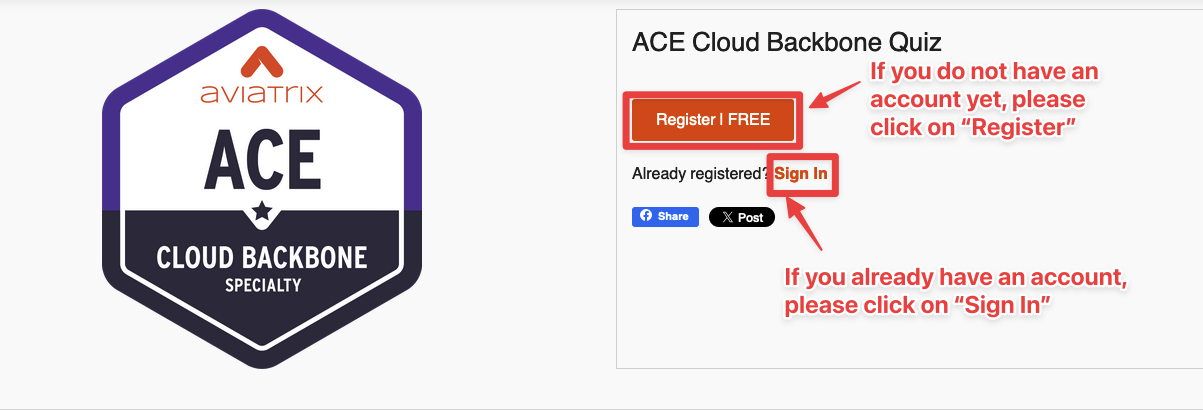 aviatrix
ACE
CLOUD BACKBONE
SPECIALTY
ACE Cloud Backbone Quiz
If you do not have an
account yet, please
click on “Register”
Register | FREE
Already registered? Sign In
Share
X Post
If you already have an account,
please click on “Sign In”